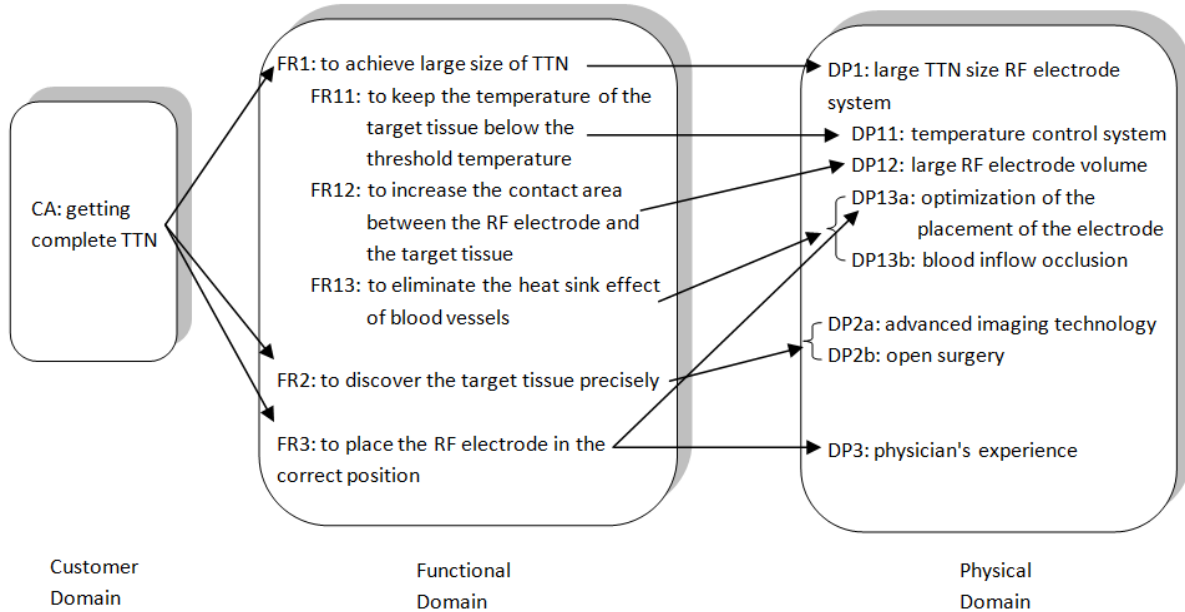 CA: getting
complete TTN
FR1: to achieve large size of TTN
FR11: to keep the temperature of the
target tissue below the
threshold temperature
FR12: to increase the contact area
between the RF electrode and
the target tissue
FR13: to eliminate the heat sink effect
of blood vessels
FR2: to discover the target tissue precisely
FR3: to place the RF electrode in the
correct position
DP1: large TTN size RF electrode
system
DP11: temperature control system
DP12: large RF electrode volume
DP13a: optimization of the
placement of the electrode
DP13b: blood inflow occlusion
DP2a: advanced imaging technology
DP2b: open surgery
DP3: physician's experience
Customer
Domain
Functional
Domain
Physical
Domain